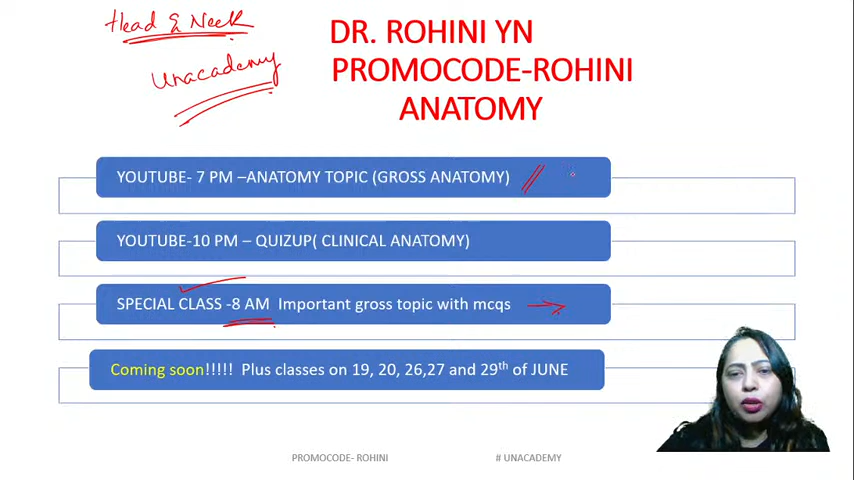 Head & Neck
Unacademy
DR. ROHINI YN
PROMOCODE-ROHINI
ANATOMY
YOUTUBE- 7 PM –ANATOMY TOPIC (GROSS ANATOMY)
YOUTUBE-10 PM – QUIZUP( CLINICAL ANATOMY)
SPECIAL CLASS -8 AM Important gross topic with mcqs
Coming soon!!!!! Plus classes on 19, 20, 26,27 and 29th of JUNE
PROMOCODE- ROHINI # UNACADEMY